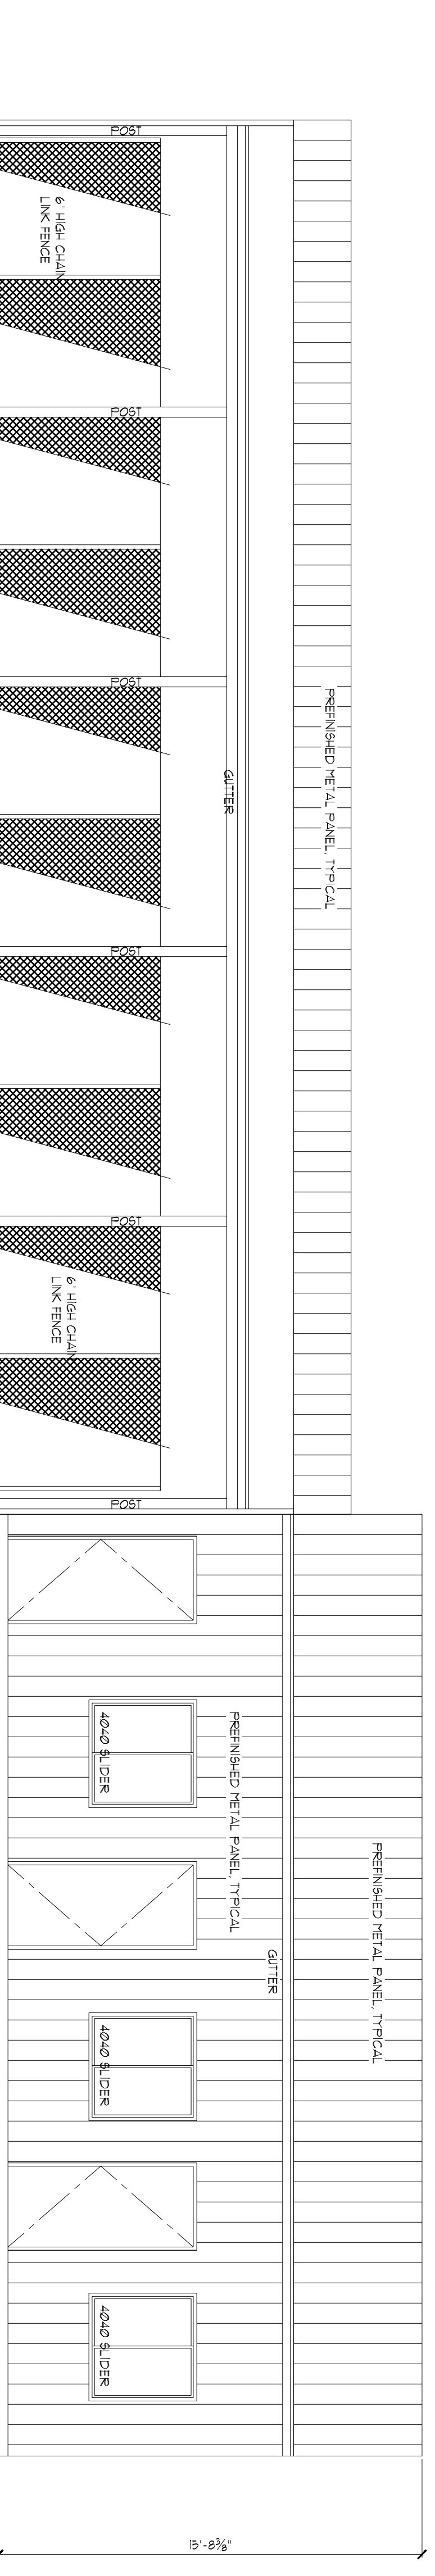 POST
6' HIGH CHAIN
LINK FENCE
POST
PREFINISHED METAL PANEL, TYPICAL
POST
GUTTER
POST
POST
6' HIGH CHAIN
LINK FENCE
POST
PREFINISHED METAL PANEL, TYPICAL
4040 SLIDER
PREFINISHED METAL PANEL, TYPICAL
GUTTER
4040 SLIDER
4040 SLIDER
15'-8⅜"